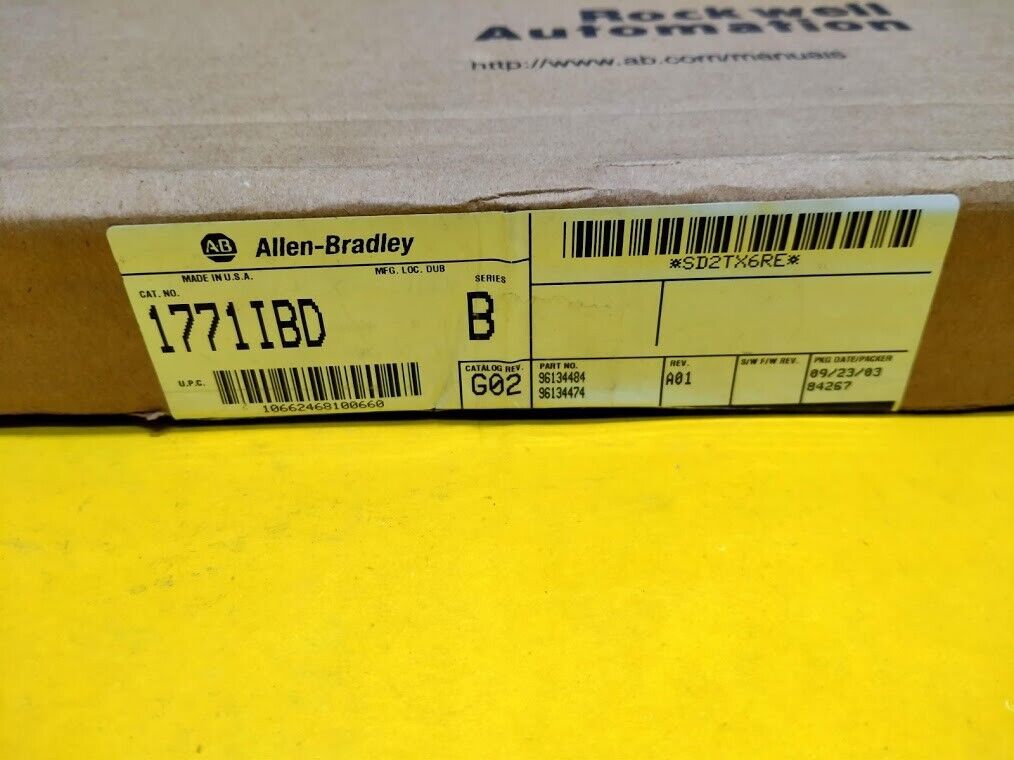 Rockwell
Automation
http://www.ab.com/manuals
AB Allen-Bradley
MADE IN U.S.A.
MFG. LOC. DUB
CAT. NO.
1771IBD
SERIES
B
U.P.C.
10662468100660
CATALOG REV.
G02
*SD2TX6RE*
PART NO.
96134484
96134474
REV.
A01
S/W F/W REV.
PKG DATE/PACKER
09/23/03
84267